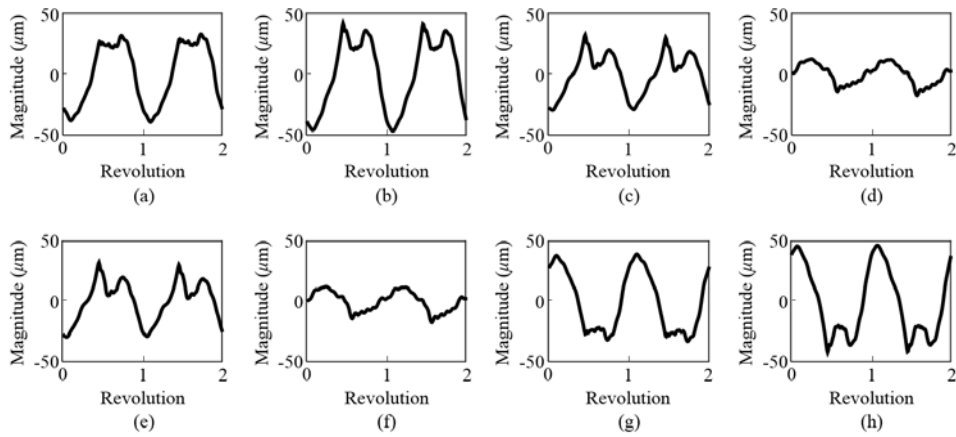 50
0
-50
Magnitude (μm)
0 1 2
Revolution
(a)
50
0
-50
Magnitude (μm)
0 1 2
Revolution
(b)
50
0
-50
Magnitude (μm)
0 1 2
Revolution
(c)
50
0
-50
Magnitude (μm)
0 1 2
Revolution
(d)
50
0
-50
Magnitude (μm)
0 1 2
Revolution
(e)
50
0
-50
Magnitude (μm)
0 1 2
Revolution
(f)
50
0
-50
Magnitude (μm)
0 1 2
Revolution
(g)
50
0
-50
Magnitude (μm)
0 1 2
Revolution
(h)